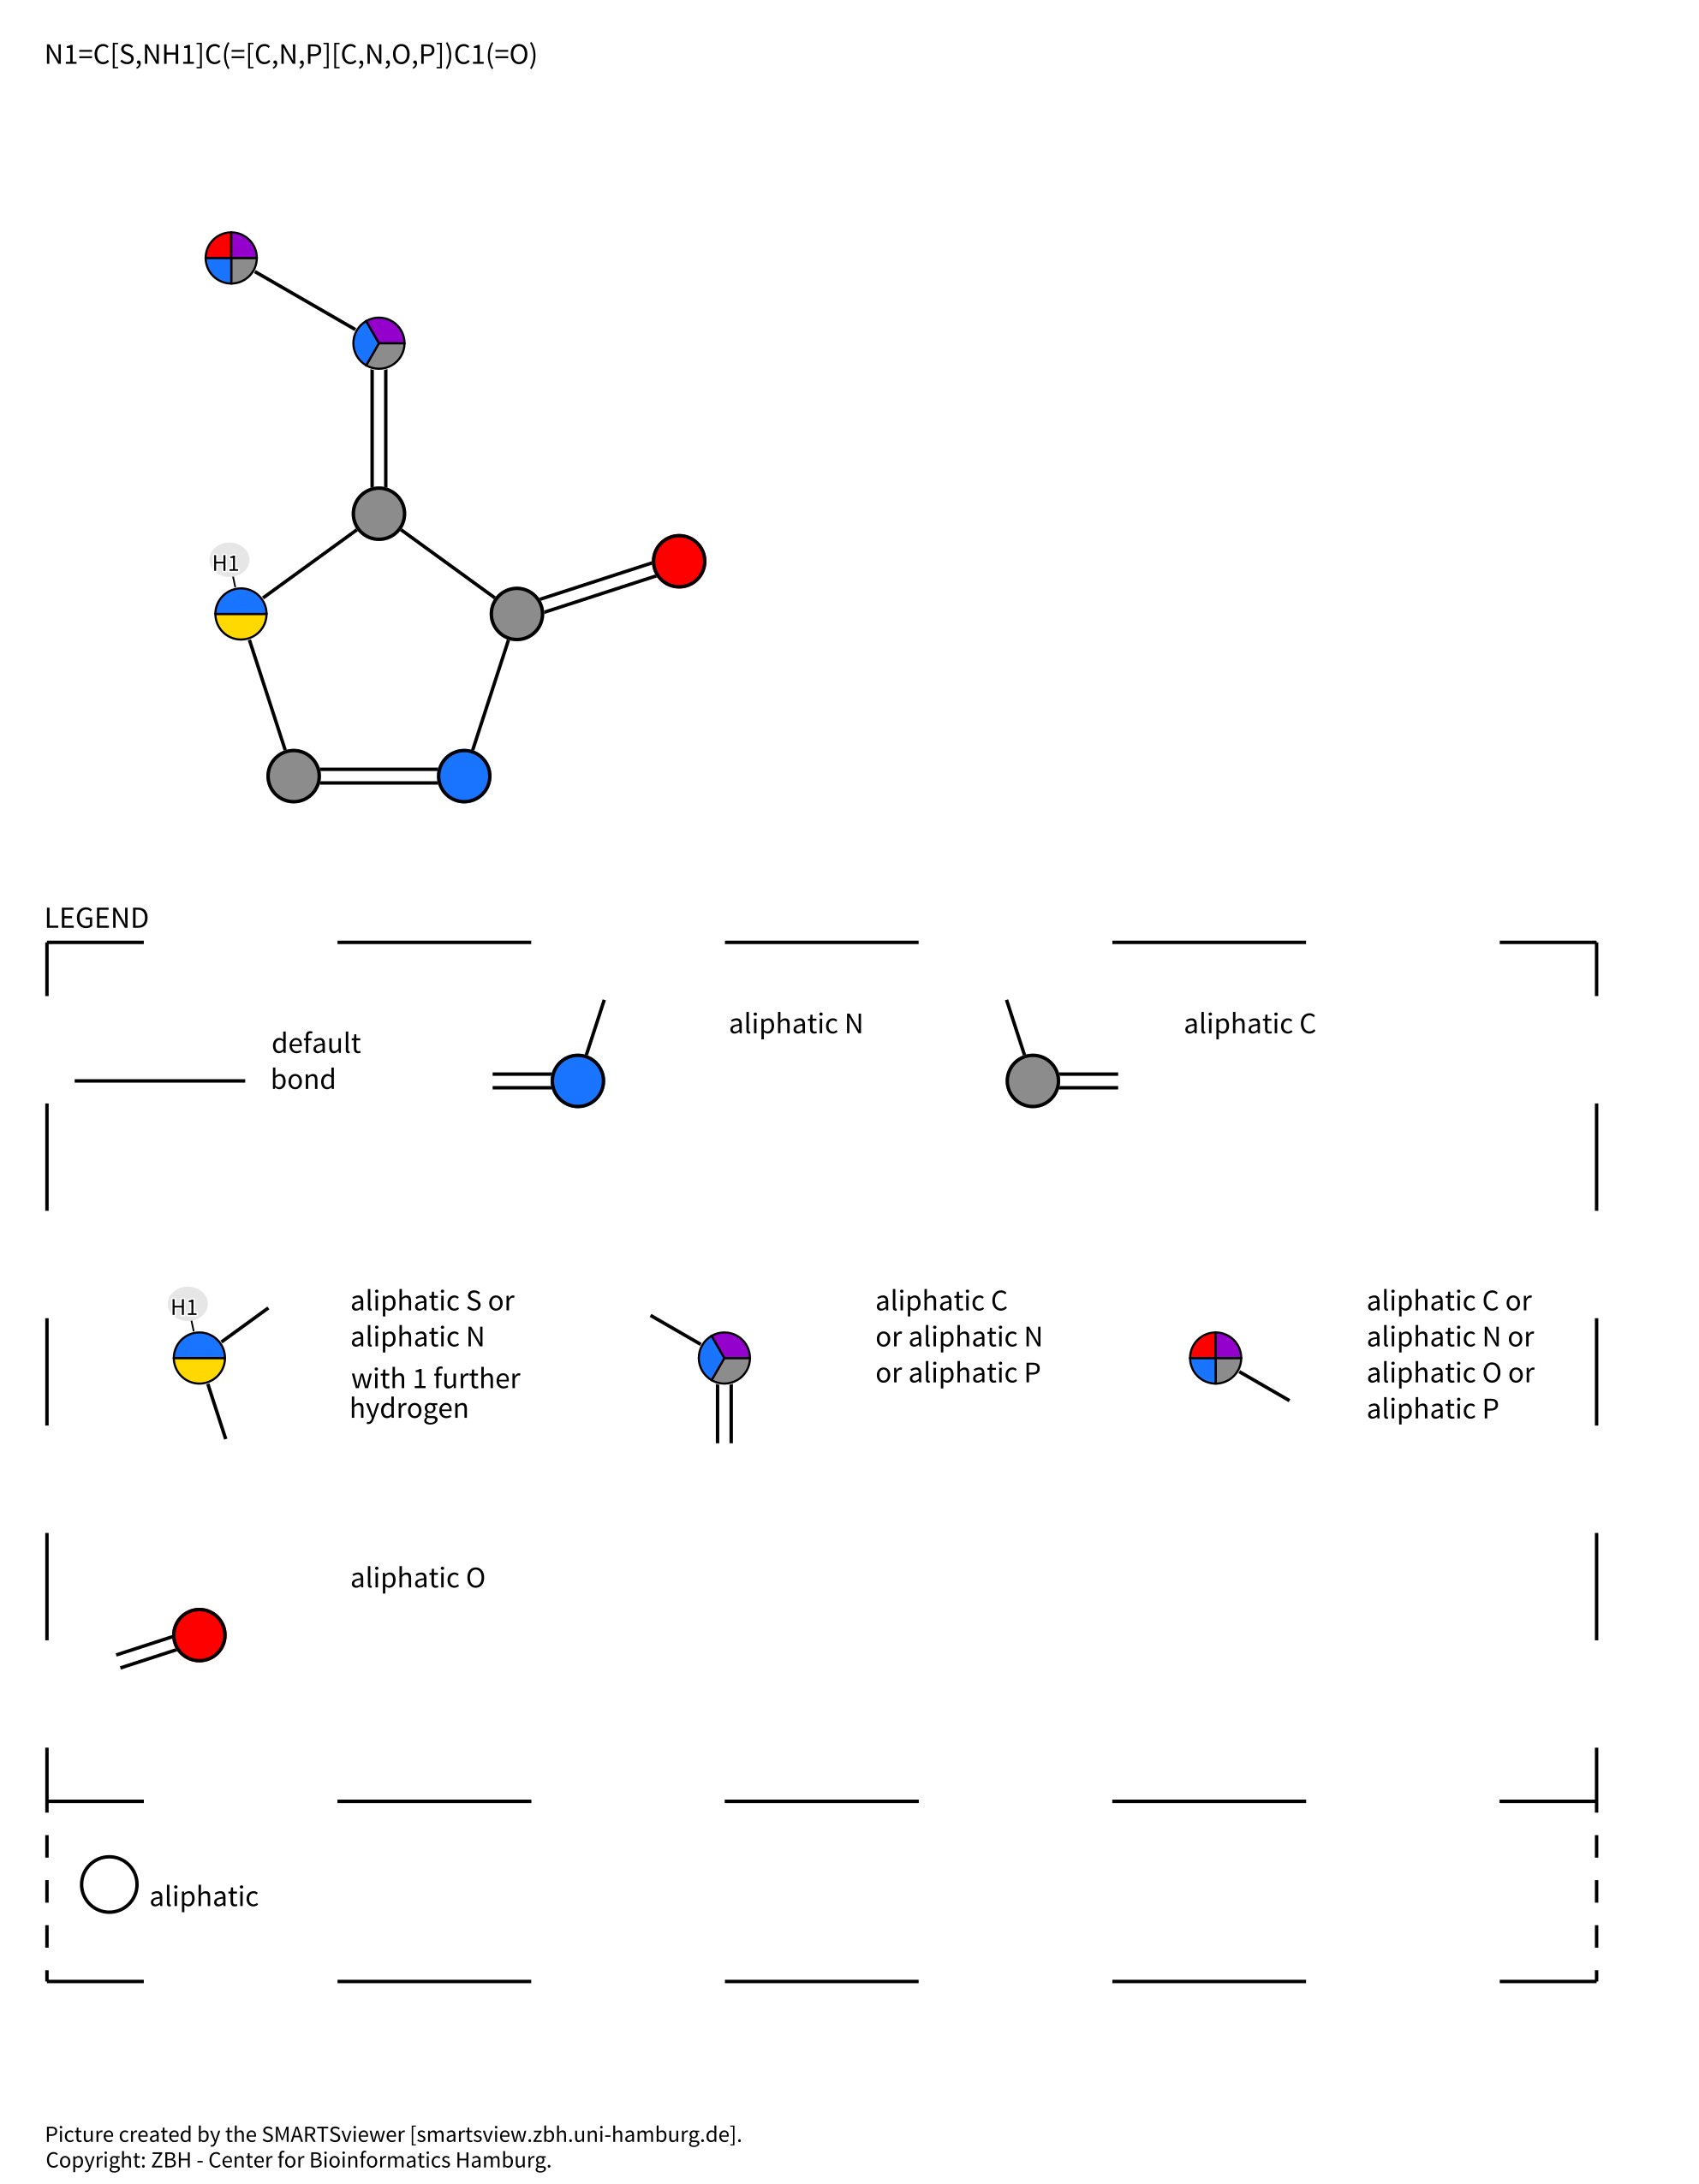 N1=C[S,NH1]C(=[C,N,P][C,N,O,P])C1(=O)
H1
LEGEND
default
bond
aliphatic N
aliphatic C
H1
aliphatic S or
aliphatic N
with 1 further
hydrogen
aliphatic C
or aliphatic N
or aliphatic P
aliphatic C or
aliphatic N or
aliphatic O or
aliphatic P
aliphatic O
aliphatic
Picture created by the SMARTSviewer [smartsview.zbh.uni-hamburg.de].
Copyright: ZBH - Center for Bioinformatics Hamburg.